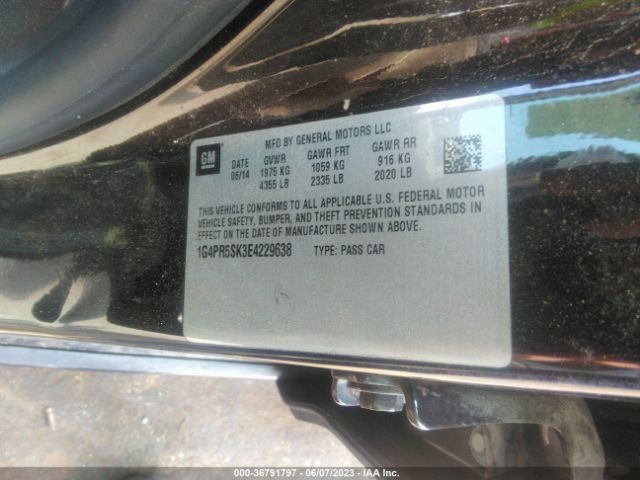 MFD BY GENERAL MOTORS LLC
GM
DATE GVWR GAWR FRT GAWR RR
06/14 1975 KG 1059 KG 916 KG
4355 LB 2335 LB 2020 LB
THIS VEHICLE CONFORMS TO ALL APPLICABLE U.S. FEDERAL MOTOR
VEHICLE SAFETY, BUMPER, AND THEFT PREVENTION STANDARDS IN
EFFECT ON THE DATE OF MANUFACTURE SHOWN ABOVE.
1G4PR5SK3E4229638 TYPE: PASS CAR
000-36791797 - 06/07/2023 - IAA Inc.